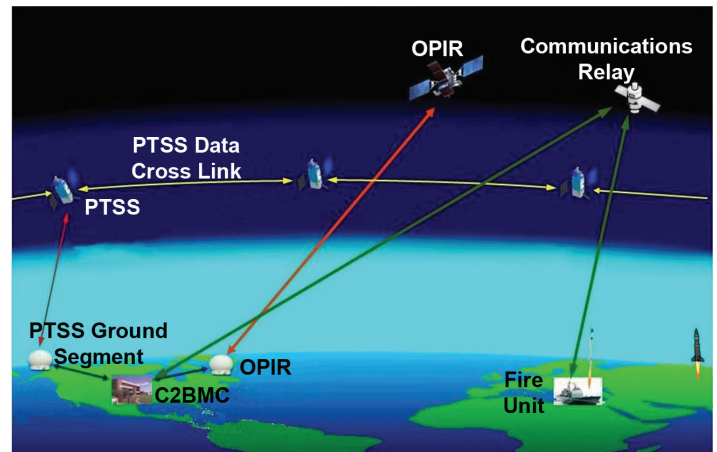 OPIR
Communications
Relay
PTSS Data
Cross Link
PTSS
PTSS Ground
Segment
OPIR
C2BMC
Fire
Unit